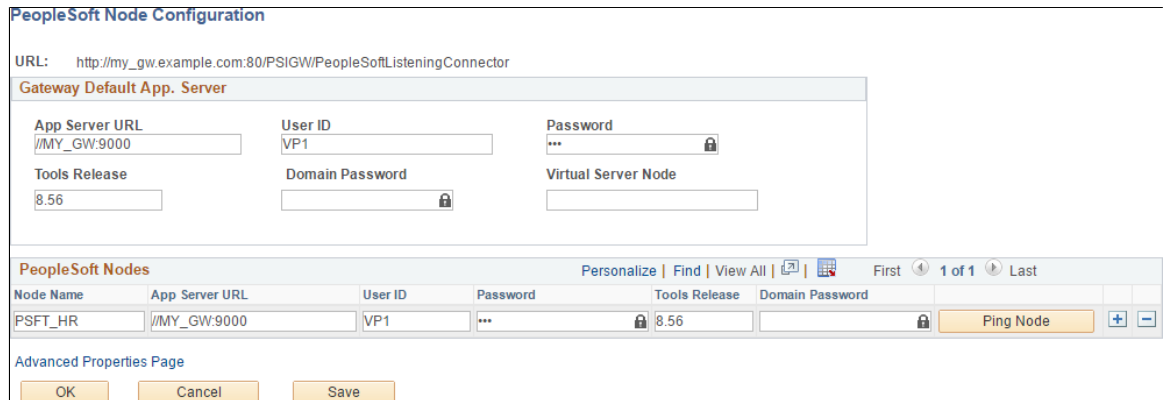 PeopleSoft Node Configuration
URL: http://my_gw.example.com:80/PSIGW/PeopleSoftListeningConnector
Gateway Default App. Server
App Server URL User ID Password
//MY_GW:9000 VP1 •••
Tools Release Domain Password Virtual Server Node
8.56
PeopleSoft Nodes Personalize | Find | View All | | First 1 of 1 Last
Node Name App Server URL User ID Password Tools Release Domain Password
PSFT_HR //MY_GW:9000 VP1 ••• 8.56 Ping Node + −
Advanced Properties Page
OK Cancel Save